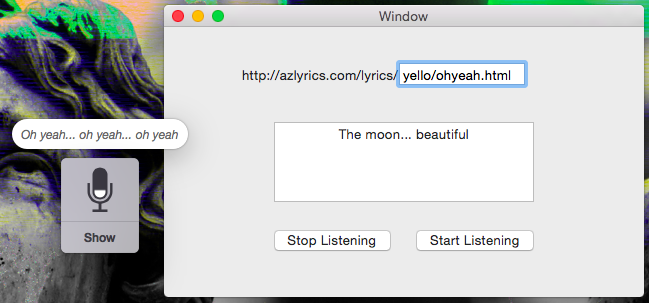 Window
http://azlyrics.com/lyrics/ yello/ohyeah.html
Oh yeah... oh yeah... oh yeah
The moon... beautiful
Show
Stop Listening Start Listening